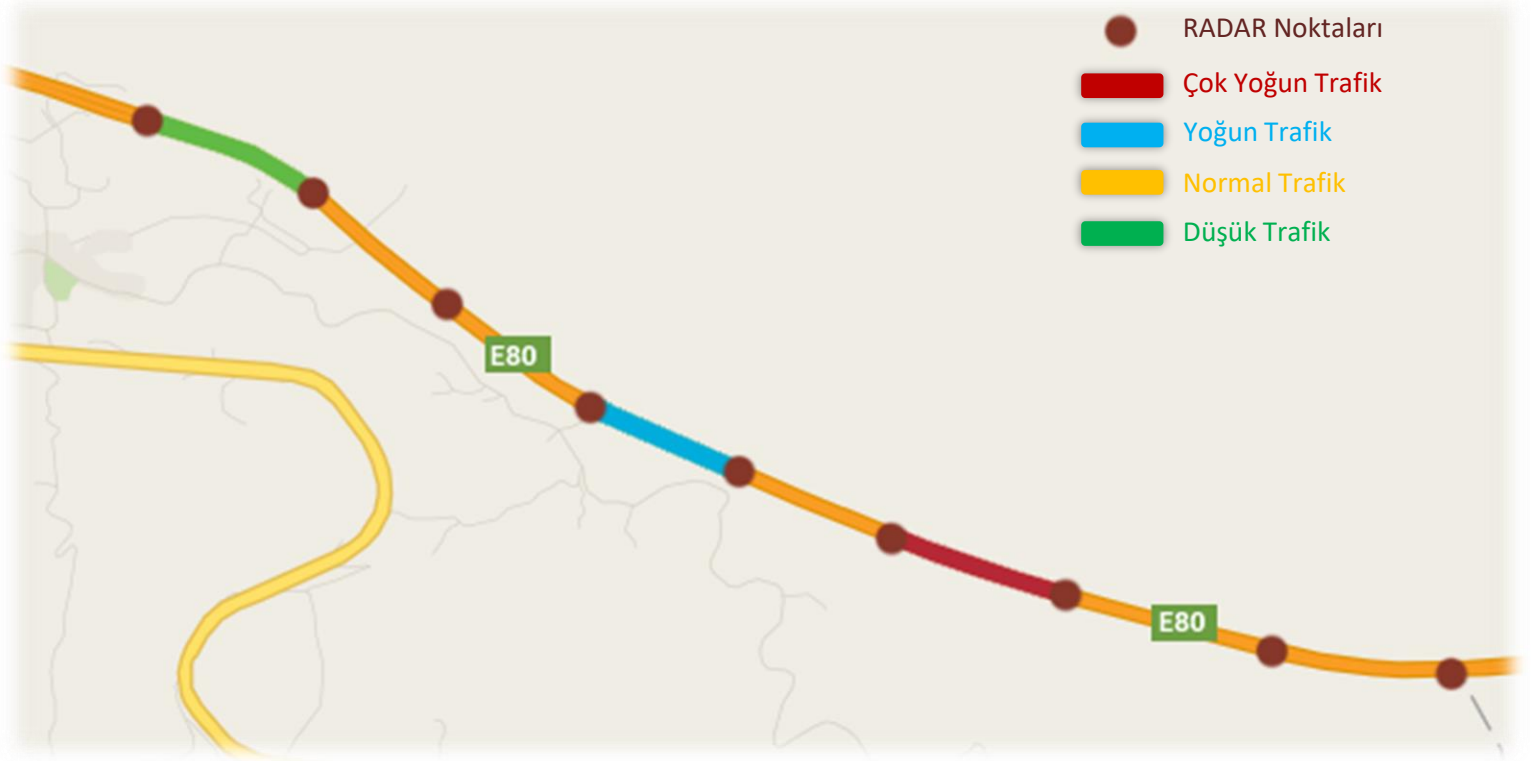 RADAR Noktaları
Çok Yoğun Trafik
Yoğun Trafik
Normal Trafik
Düşük Trafik
E80
E80